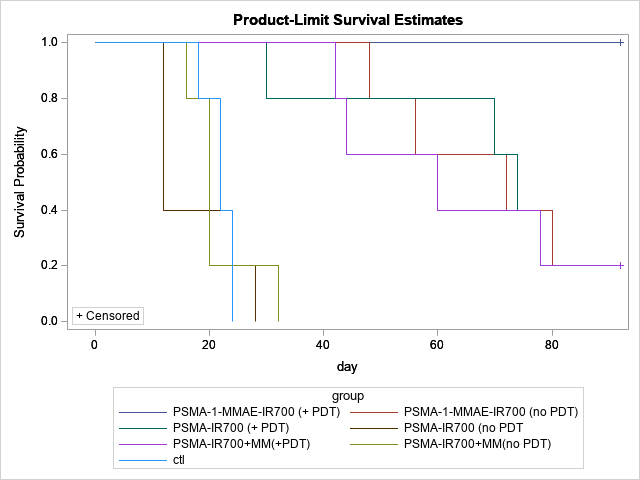 Product-Limit Survival Estimates
1.0
0.8
0.6
0.4
0.2
0.0
Survival Probability
+ Censored
0 20 40 60 80
day
group
PSMA-1-MMAE-IR700 (+ PDT) PSMA-1-MMAE-IR700 (no PDT)
PSMA-IR700 (+ PDT) PSMA-IR700 (no PDT
PSMA-IR700+MM(+PDT) PSMA-IR700+MM(no PDT)
ctl